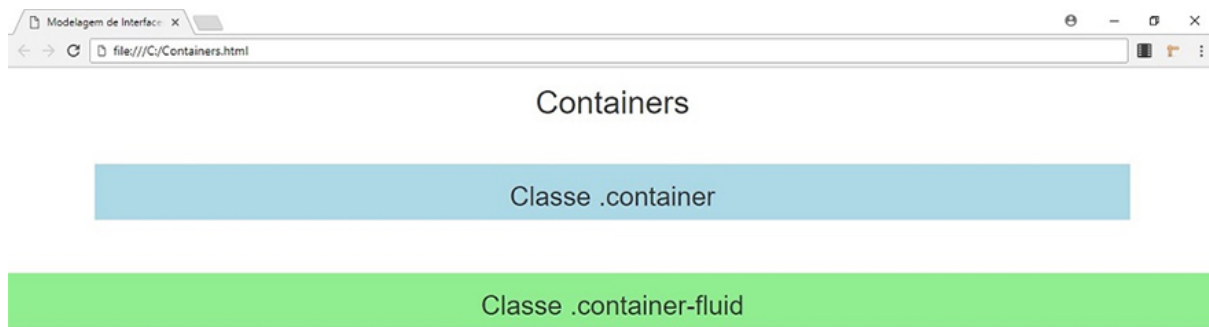 Modelagem de Interface
file:///C:/Containers.html
Containers
Classe .container
Classe .container-fluid